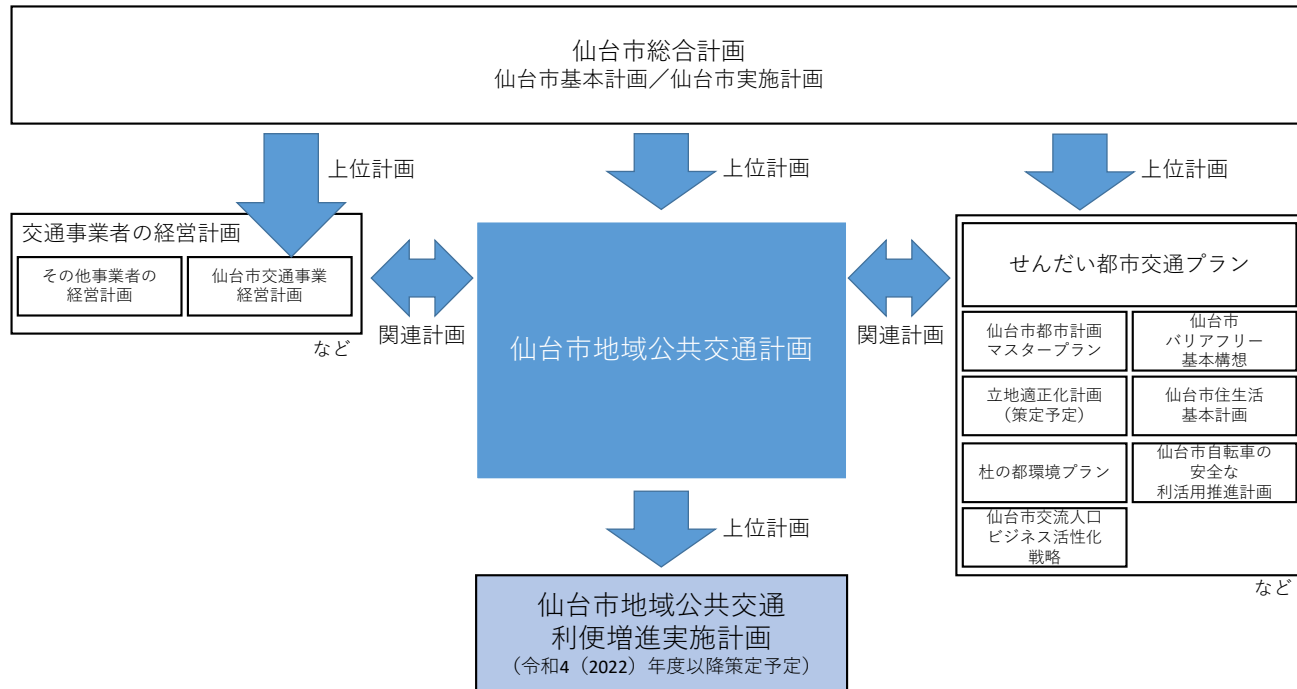 仙台市総合計画
仙台市基本計画／仙台市実施計画
上位計画
上位計画
上位計画
交通事業者の経営計画
その他事業者の
経営計画
仙台市交通事業
経営計画
など
関連計画
仙台市地域公共交通計画
関連計画
せんだい都市交通プラン
仙台市都市計画
マスタープラン
仙台市
バリアフリー
基本構想
立地適正化計画
（策定予定）
仙台市住生活
基本計画
杜の都環境プラン
仙台市自転車の
安全な
利活用推進計画
仙台市交流人口
ビジネス活性化
戦略
など
上位計画
仙台市地域公共交通
利便増進実施計画
（令和4（2022）年度以降策定予定）